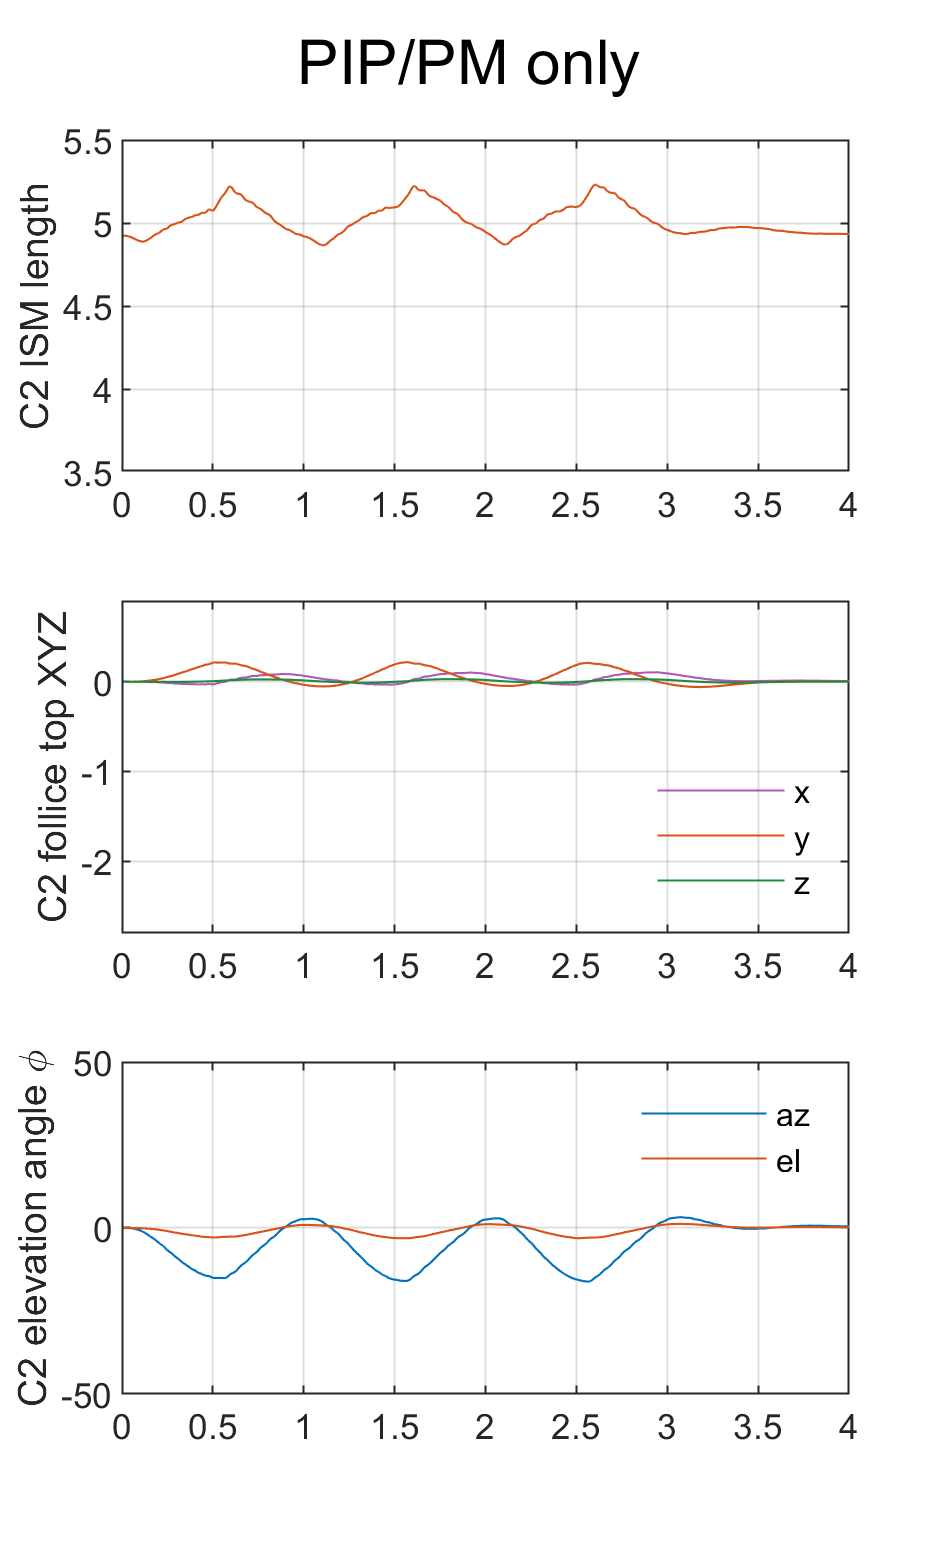 PIP/PM only
C2 ISM length
5.5
5
4.5
4
3.5
0 0.5 1 1.5 2 2.5 3 3.5 4
C2 follice top XYZ
0
-1
-2
x
y
z
0 0.5 1 1.5 2 2.5 3 3.5 4
C2 elevation angle ϕ
50
0
-50
az
el
0 0.5 1 1.5 2 2.5 3 3.5 4